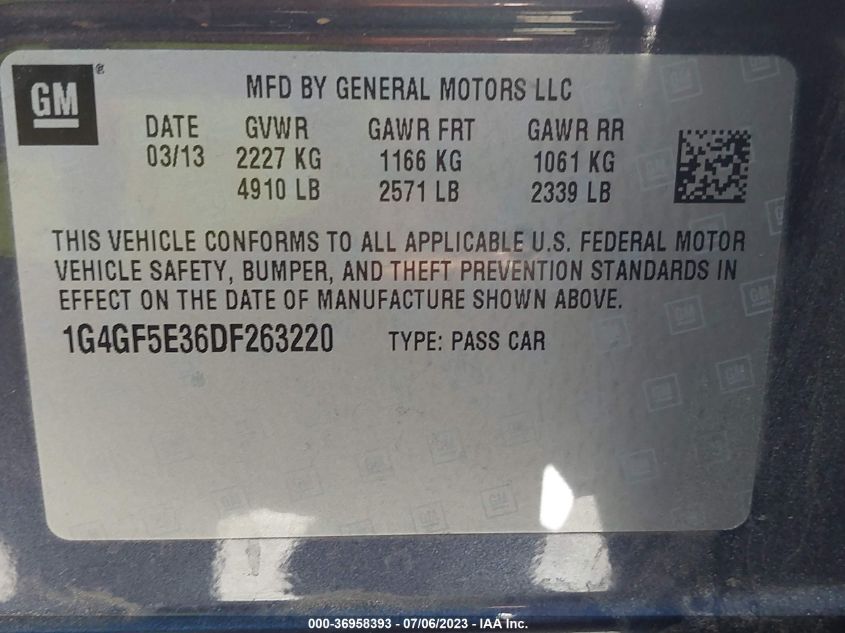 GM®
MFD BY GENERAL MOTORS LLC
DATE GVWR GAWR FRT GAWR RR
03/13 2227 KG 1166 KG 1061 KG
4910 LB 2571 LB 2339 LB
THIS VEHICLE CONFORMS TO ALL APPLICABLE U.S. FEDERAL MOTOR
VEHICLE SAFETY, BUMPER, AND THEFT PREVENTION STANDARDS IN
EFFECT ON THE DATE OF MANUFACTURE SHOWN ABOVE.
1G4GF5E36DF263220 TYPE: PASS CAR
000-36958393 - 07/06/2023 - IAA Inc.